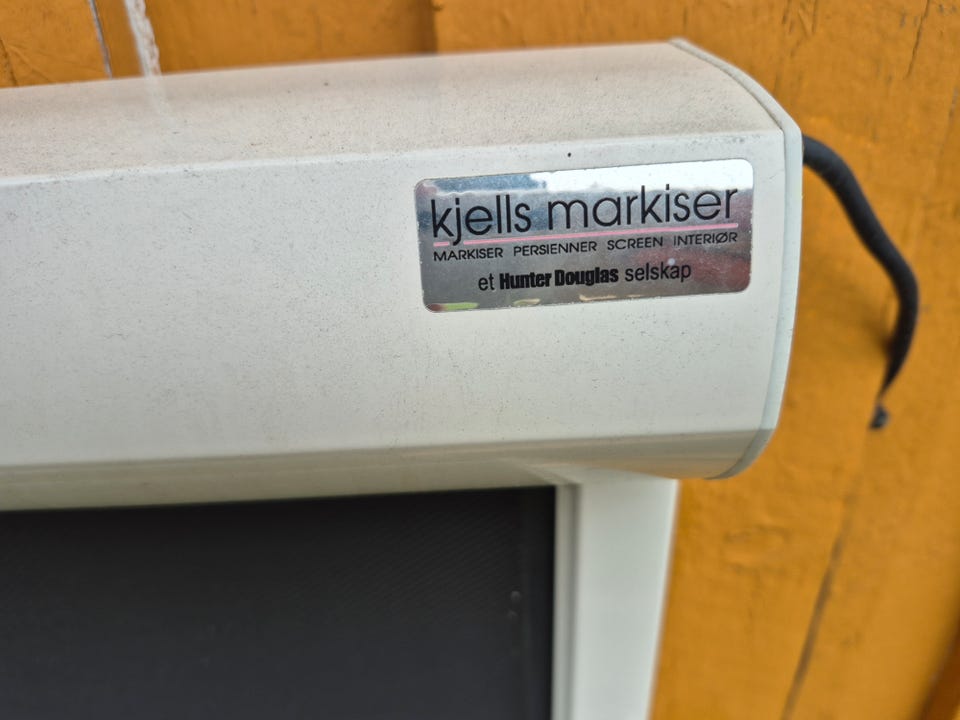 kjells markiser
MARKISER PERSIENNER SCREEN INTERIØR
et Hunter Douglas selskap